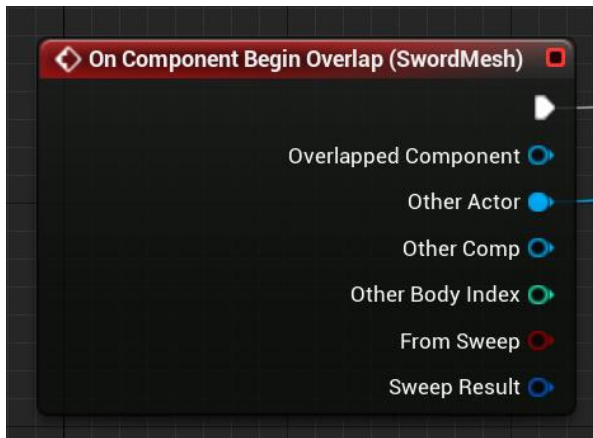 On Component Begin Overlap (SwordMesh)
Overlapped Component
Other Actor
Other Comp
Other Body Index
From Sweep
Sweep Result